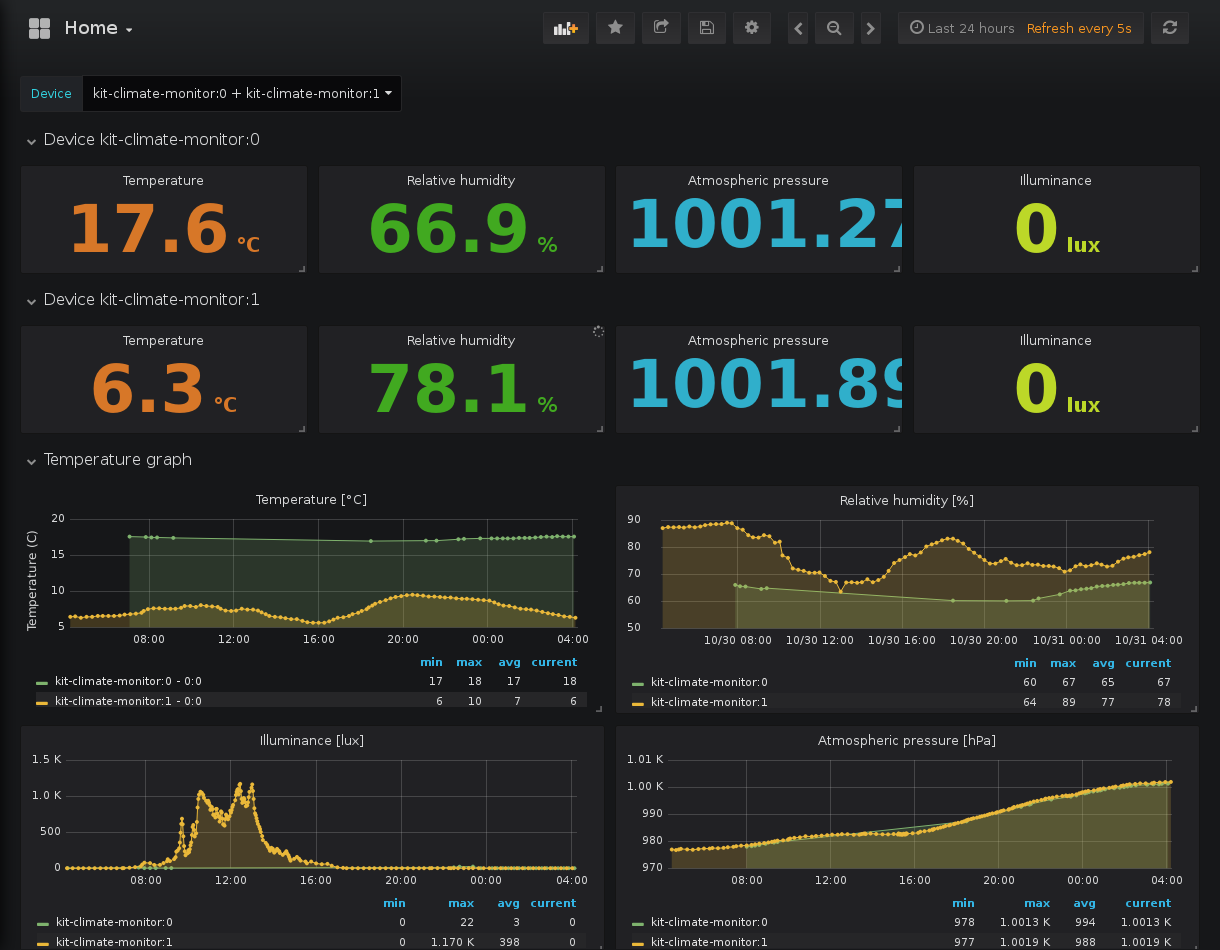 Home
Last 24 hours Refresh every 5s
Device kit-climate-monitor:0 + kit-climate-monitor:1
Device kit-climate-monitor:0
Temperature Relative humidity Atmospheric pressure Illuminance
17.6 °C 66.9 % 1001.27 0 lux
Device kit-climate-monitor:1
Temperature Relative humidity Atmospheric pressure Illuminance
6.3 °C 78.1 % 1001.89 0 lux
Temperature graph
Temperature [°C]
Temperature (C)
20
15
10
5
08:00 12:00 16:00 20:00 00:00 04:00
min max avg current
kit-climate-monitor:0 - 0:0 17 18 17 18
kit-climate-monitor:1 - 0:0 6 10 7 6
Relative humidity [%]
90
80
70
60
50
10/30 08:00 10/30 12:00 10/30 16:00 10/30 20:00 10/31 00:00 10/31 04:00
min max avg current
kit-climate-monitor:0 60 67 65 67
kit-climate-monitor:1 64 89 77 78
Illuminance [lux]
1.5 K
1.0 K
500
0
08:00 12:00 16:00 20:00 00:00 04:00
min max avg current
kit-climate-monitor:0 0 22 3 0
kit-climate-monitor:1 0 1.170 K 398 0
Atmospheric pressure [hPa]
1.01 K
1.00 K
990
980
970
08:00 12:00 16:00 20:00 00:00 04:00
min max avg current
kit-climate-monitor:0 978 1.0013 K 994 1.0013 K
kit-climate-monitor:1 977 1.0019 K 988 1.0019 K